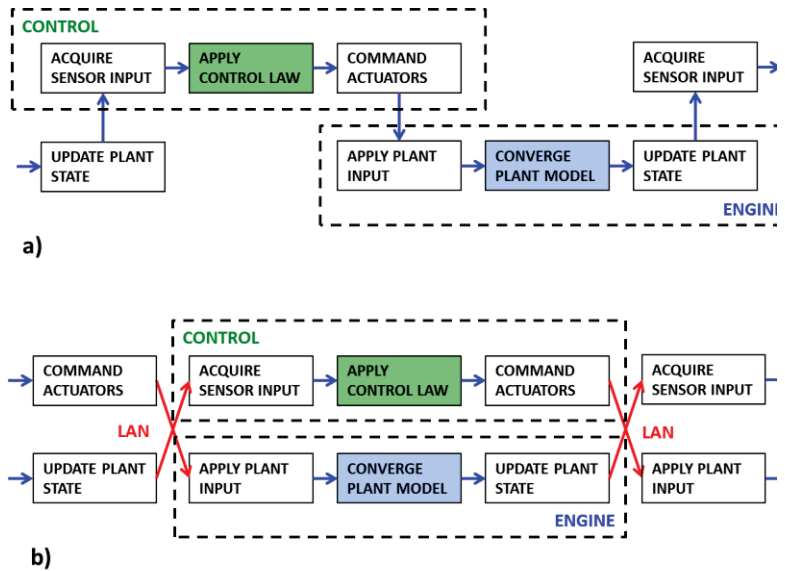 CONTROL
ACQUIRE
SENSOR INPUT
APPLY
CONTROL LAW
COMMAND
ACTUATORS
ACQUIRE
SENSOR INPUT
UPDATE PLANT
STATE
APPLY PLANT
INPUT
CONVERGE
PLANT MODEL
UPDATE PLANT
STATE
ENGINE
a)
CONTROL
COMMAND
ACTUATORS
ACQUIRE
SENSOR INPUT
APPLY
CONTROL LAW
COMMAND
ACTUATORS
ACQUIRE
SENSOR INPUT
LAN
LAN
UPDATE PLANT
STATE
APPLY PLANT
INPUT
CONVERGE
PLANT MODEL
UPDATE PLANT
STATE
APPLY PLANT
INPUT
ENGINE
b)